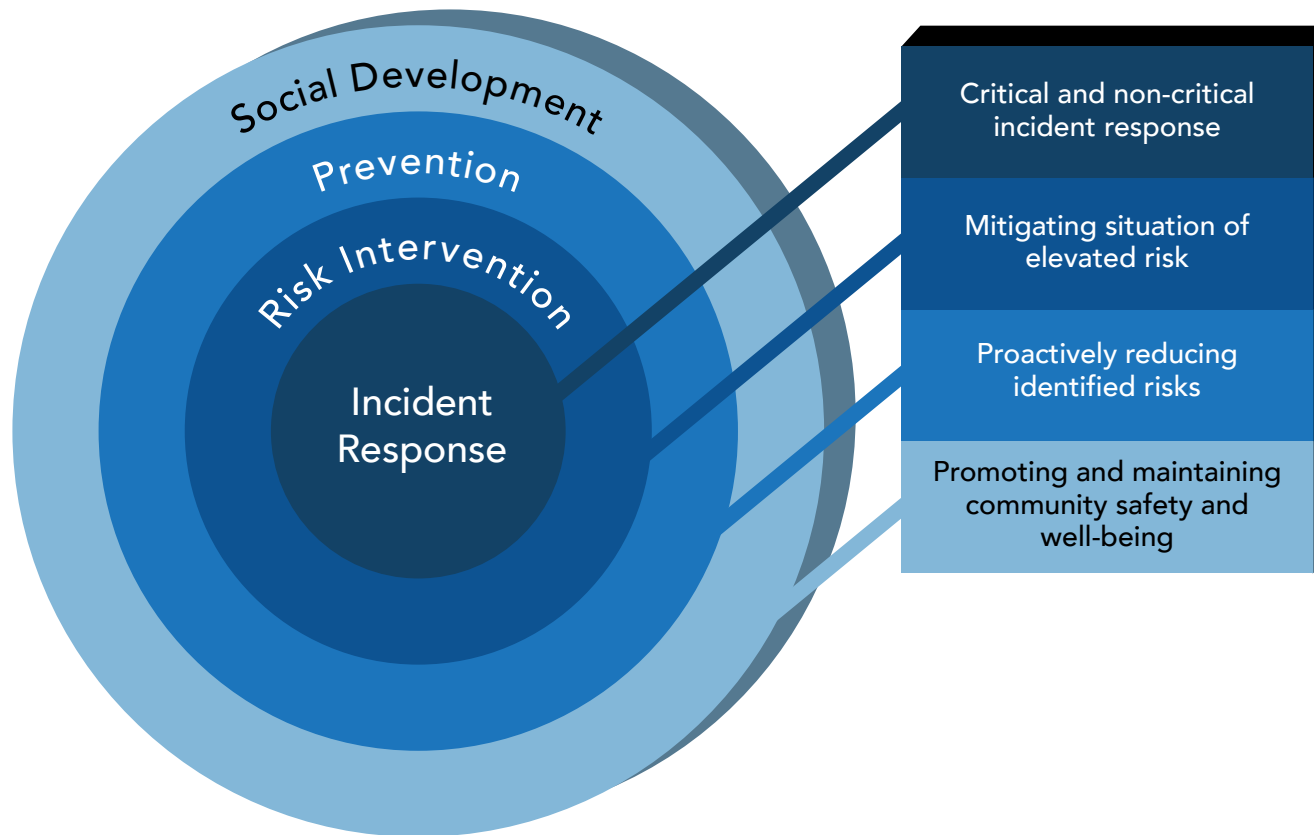 Social Development
Prevention
Risk Intervention
Incident
Response
Critical and non-critical
incident response
Mitigating situation of
elevated risk
Proactively reducing
identified risks
Promoting and maintaining
community safety and
well-being